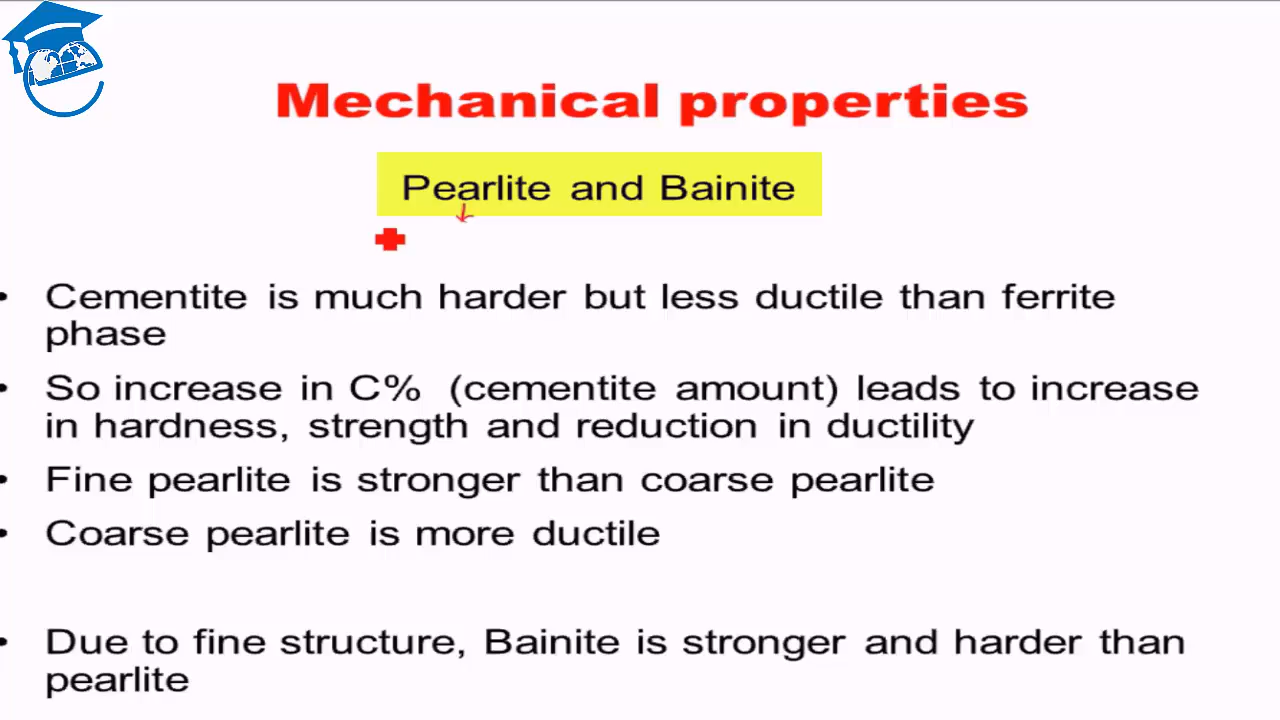 Mechanical properties
Pearlite and Bainite
• Cementite is much harder but less ductile than ferrite
phase
• So increase in C% (cementite amount) leads to increase
in hardness, strength and reduction in ductility
• Fine pearlite is stronger than coarse pearlite
• Coarse pearlite is more ductile
• Due to fine structure, Bainite is stronger and harder than
pearlite